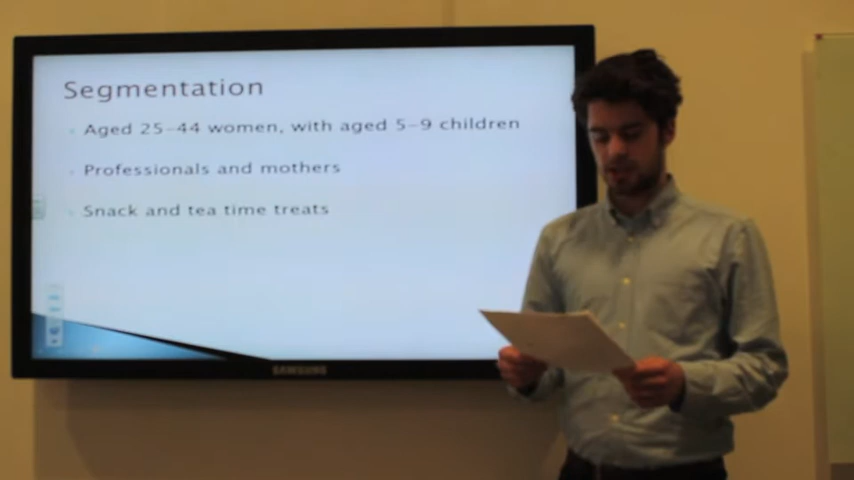 Segmentation
Aged 25-44 women, with aged 5-9 children
Professionals and mothers
Snack and tea time treats
SAMSUNG